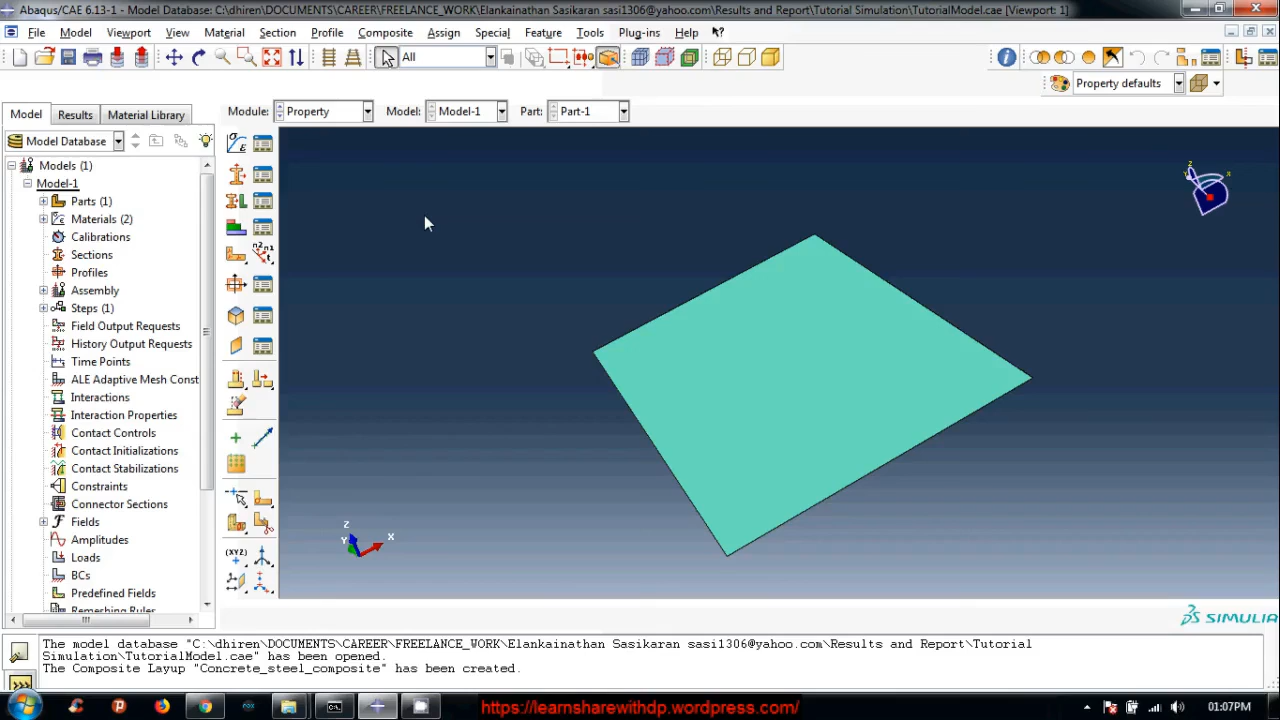 Abaqus/CAE 6.13-1 - Model Database: C:\dhiren\DOCUMENTS\CAREER\FREELANCE_WORK\Elankainathan Sasikaran sasi1306@yahoo.com\Results and Report\Tutorial Simulation\TutorialModel.cae [Viewport: 1]
File Model Viewport View Material Section Profile Composite Assign Special Feature Tools Plug-ins Help
All
Property defaults
Model Results Material Library
Module: Property Model: Model-1 Part: Part-1
Model Database
Models (1)
Model-1
Parts (1)
Materials (2)
Calibrations
Sections
Profiles
Assembly
Steps (1)
Field Output Requests
History Output Requests
Time Points
ALE Adaptive Mesh Const
Interactions
Interaction Properties
Contact Controls
Contact Initializations
Contact Stabilizations
Constraints
Connector Sections
Fields
Amplitudes
Loads
BCs
Predefined Fields
Remeshing Rules
n2 n1
t
(XYZ)
Z
X
Z
Y
X
SIMULIA
The model database "C:\dhiren\DOCUMENTS\CAREER\FREELANCE_WORK\Elankainathan Sasikaran sasi1306@yahoo.com\Results and Report\Tutorial
Simulation\TutorialModel.cae" has been opened.
The Composite Layup "Concrete_steel_composite" has been created.
https://learnsharewithdp.wordpress.com/
01:07PM